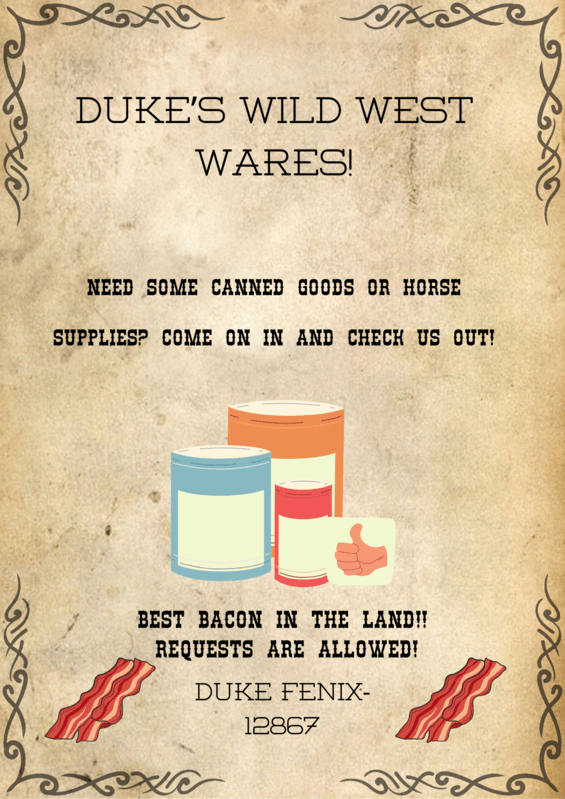 DUKE'S WILD WEST
WARES!
NEED SOME CANNED GOODS OR HORSE
SUPPLIES? COME ON IN AND CHECK US OUT!
BEST BACON IN THE LAND!!
REQUESTS ARE ALLOWED!
DUKE FENIX-
12867